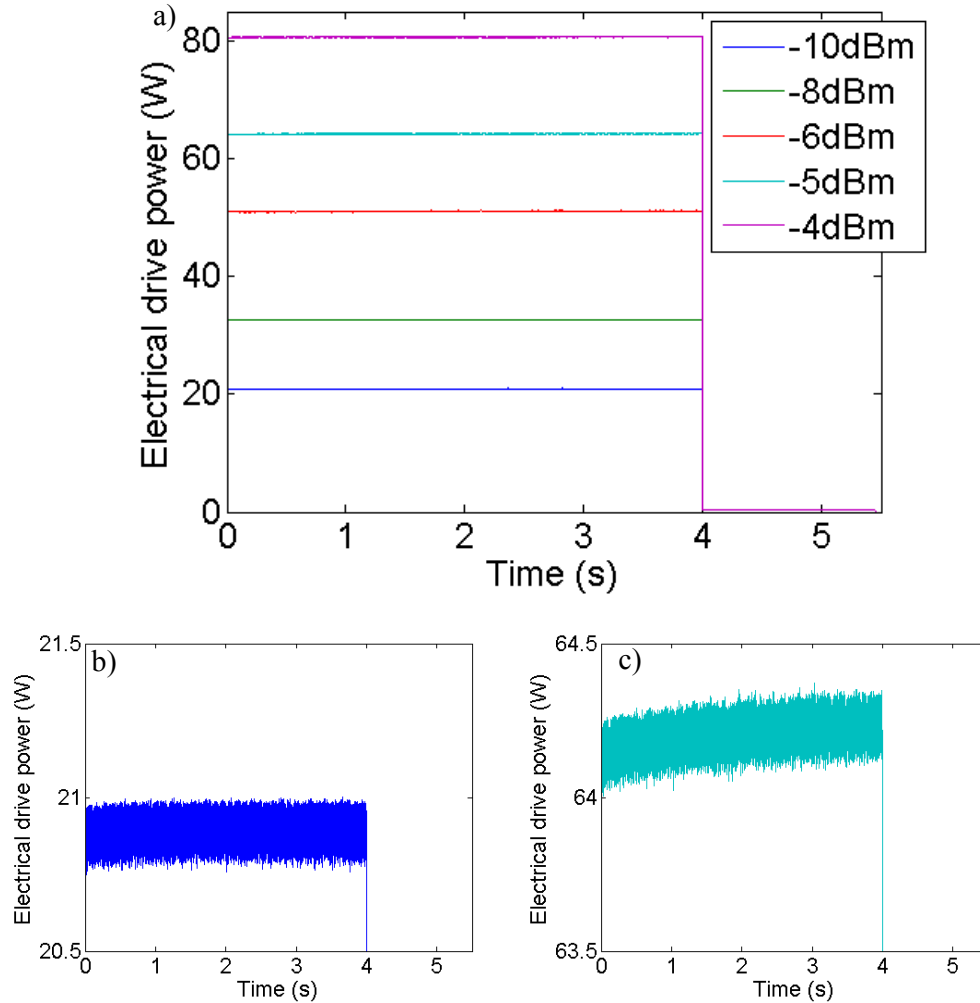 a)
Electrical drive power (W)
80
60
40
20
0
0 1 2 3 4 5
Time (s)
-10dBm
-8dBm
-6dBm
-5dBm
-4dBm
b)
Electrical drive power (W)
21.5
21
20.5
0 1 2 3 4 5
Time (s)
c)
Electrical drive power (W)
64.5
64
63.5
0 1 2 3 4 5
Time (s)